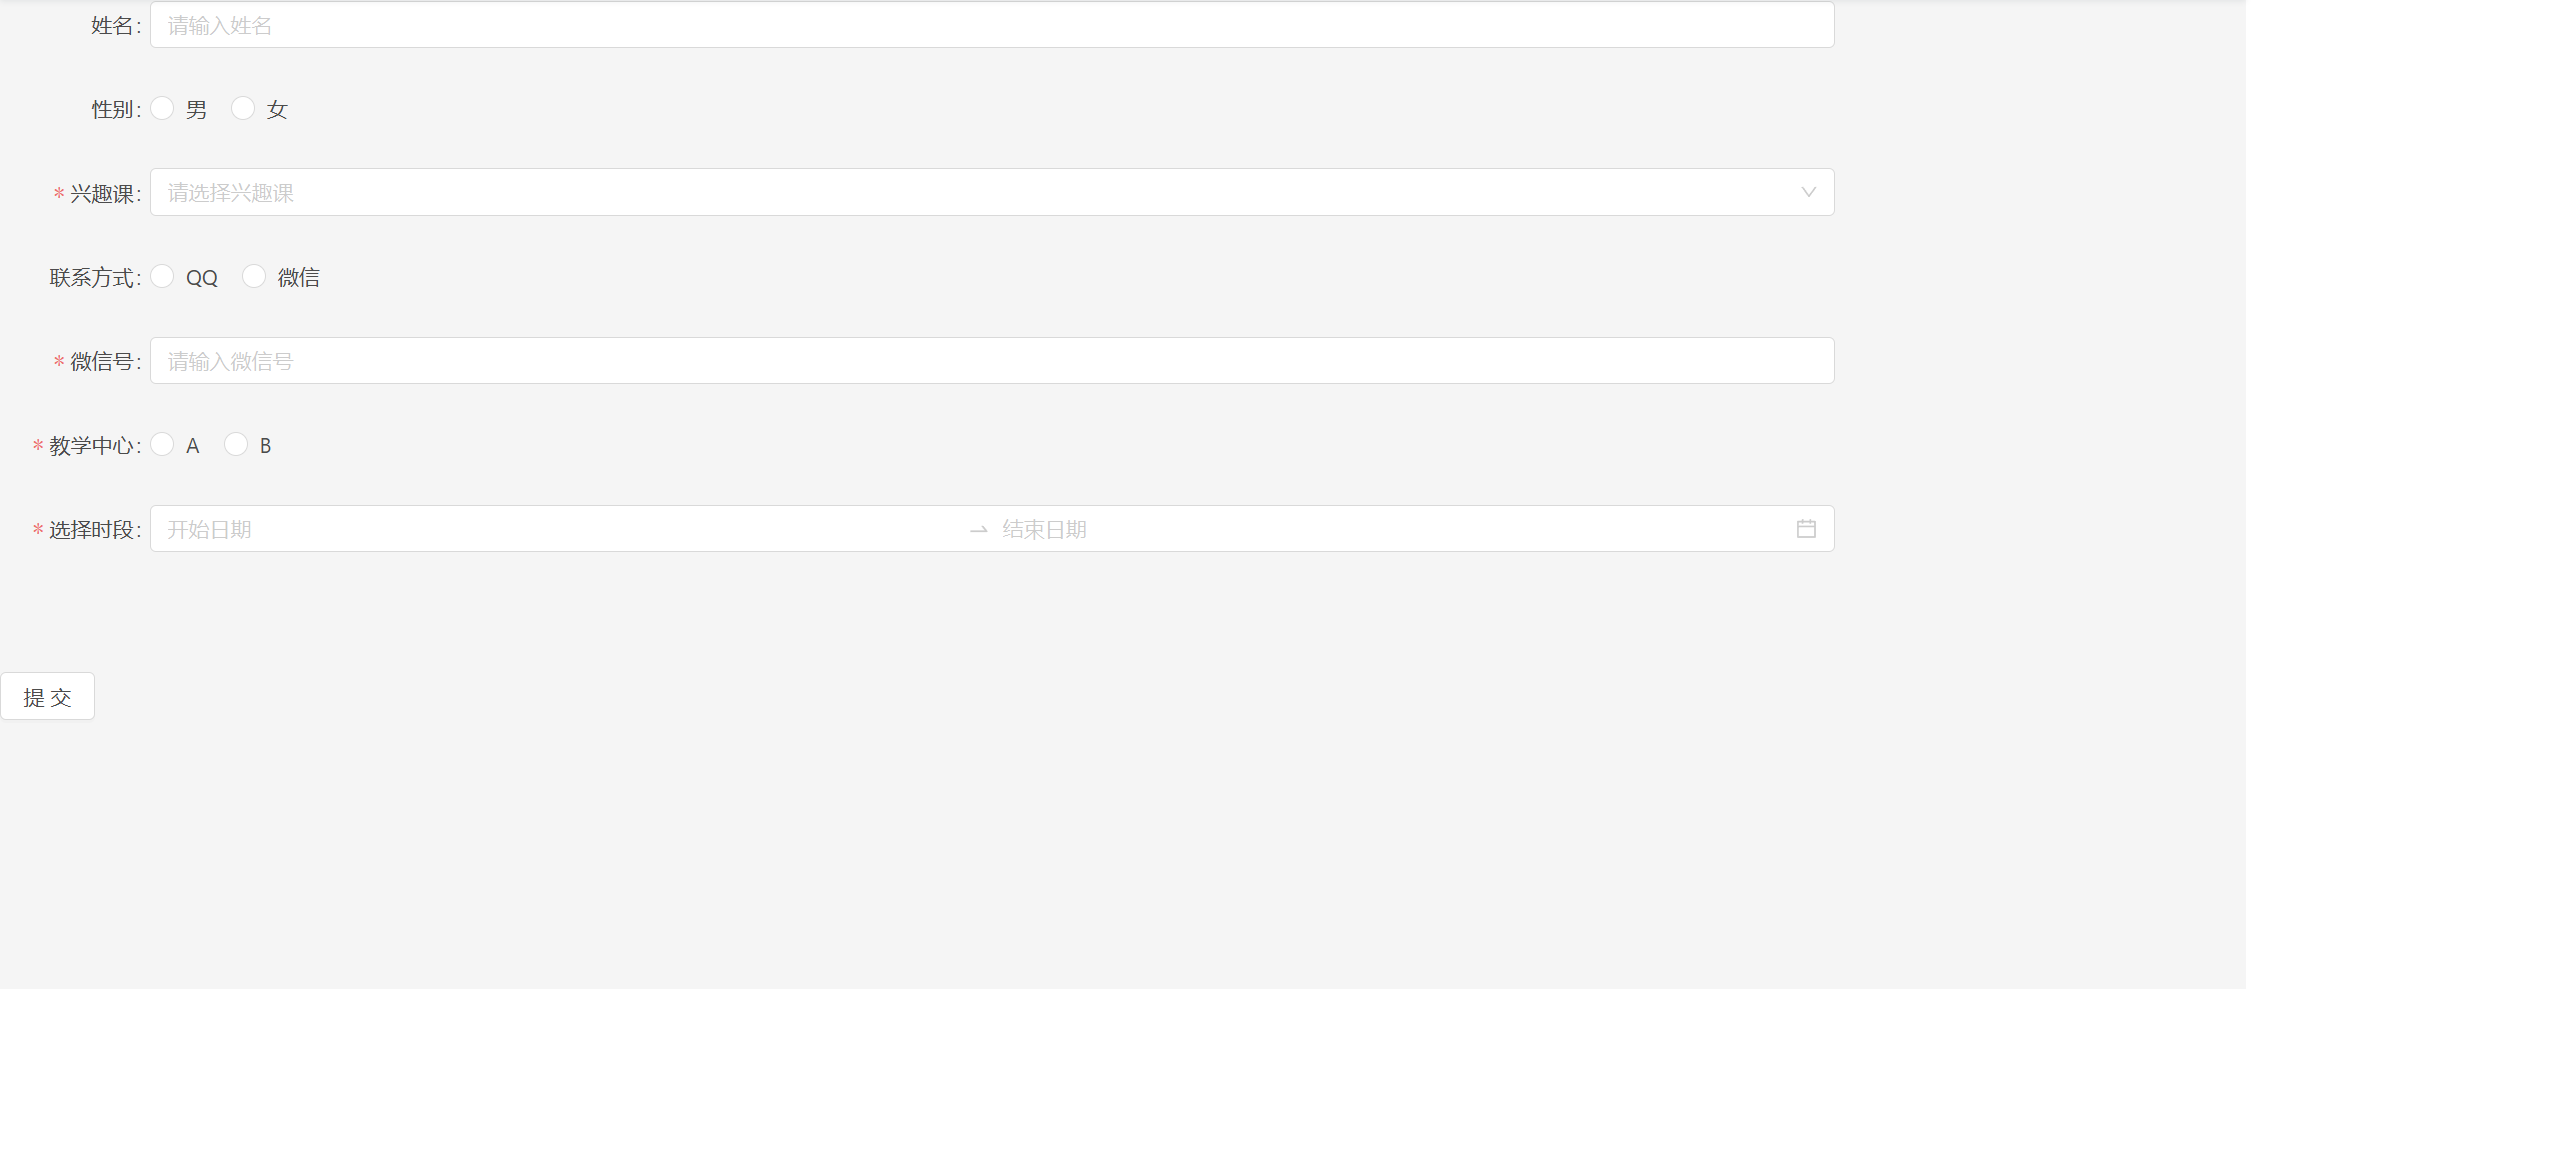 姓名: 请输入姓名
性别: 男 女
* 兴趣课: 请选择兴趣课
联系方式: QQ 微信
* 微信号: 请输入微信号
* 教学中心: A B
* 选择时段: 开始日期 → 结束日期
提 交